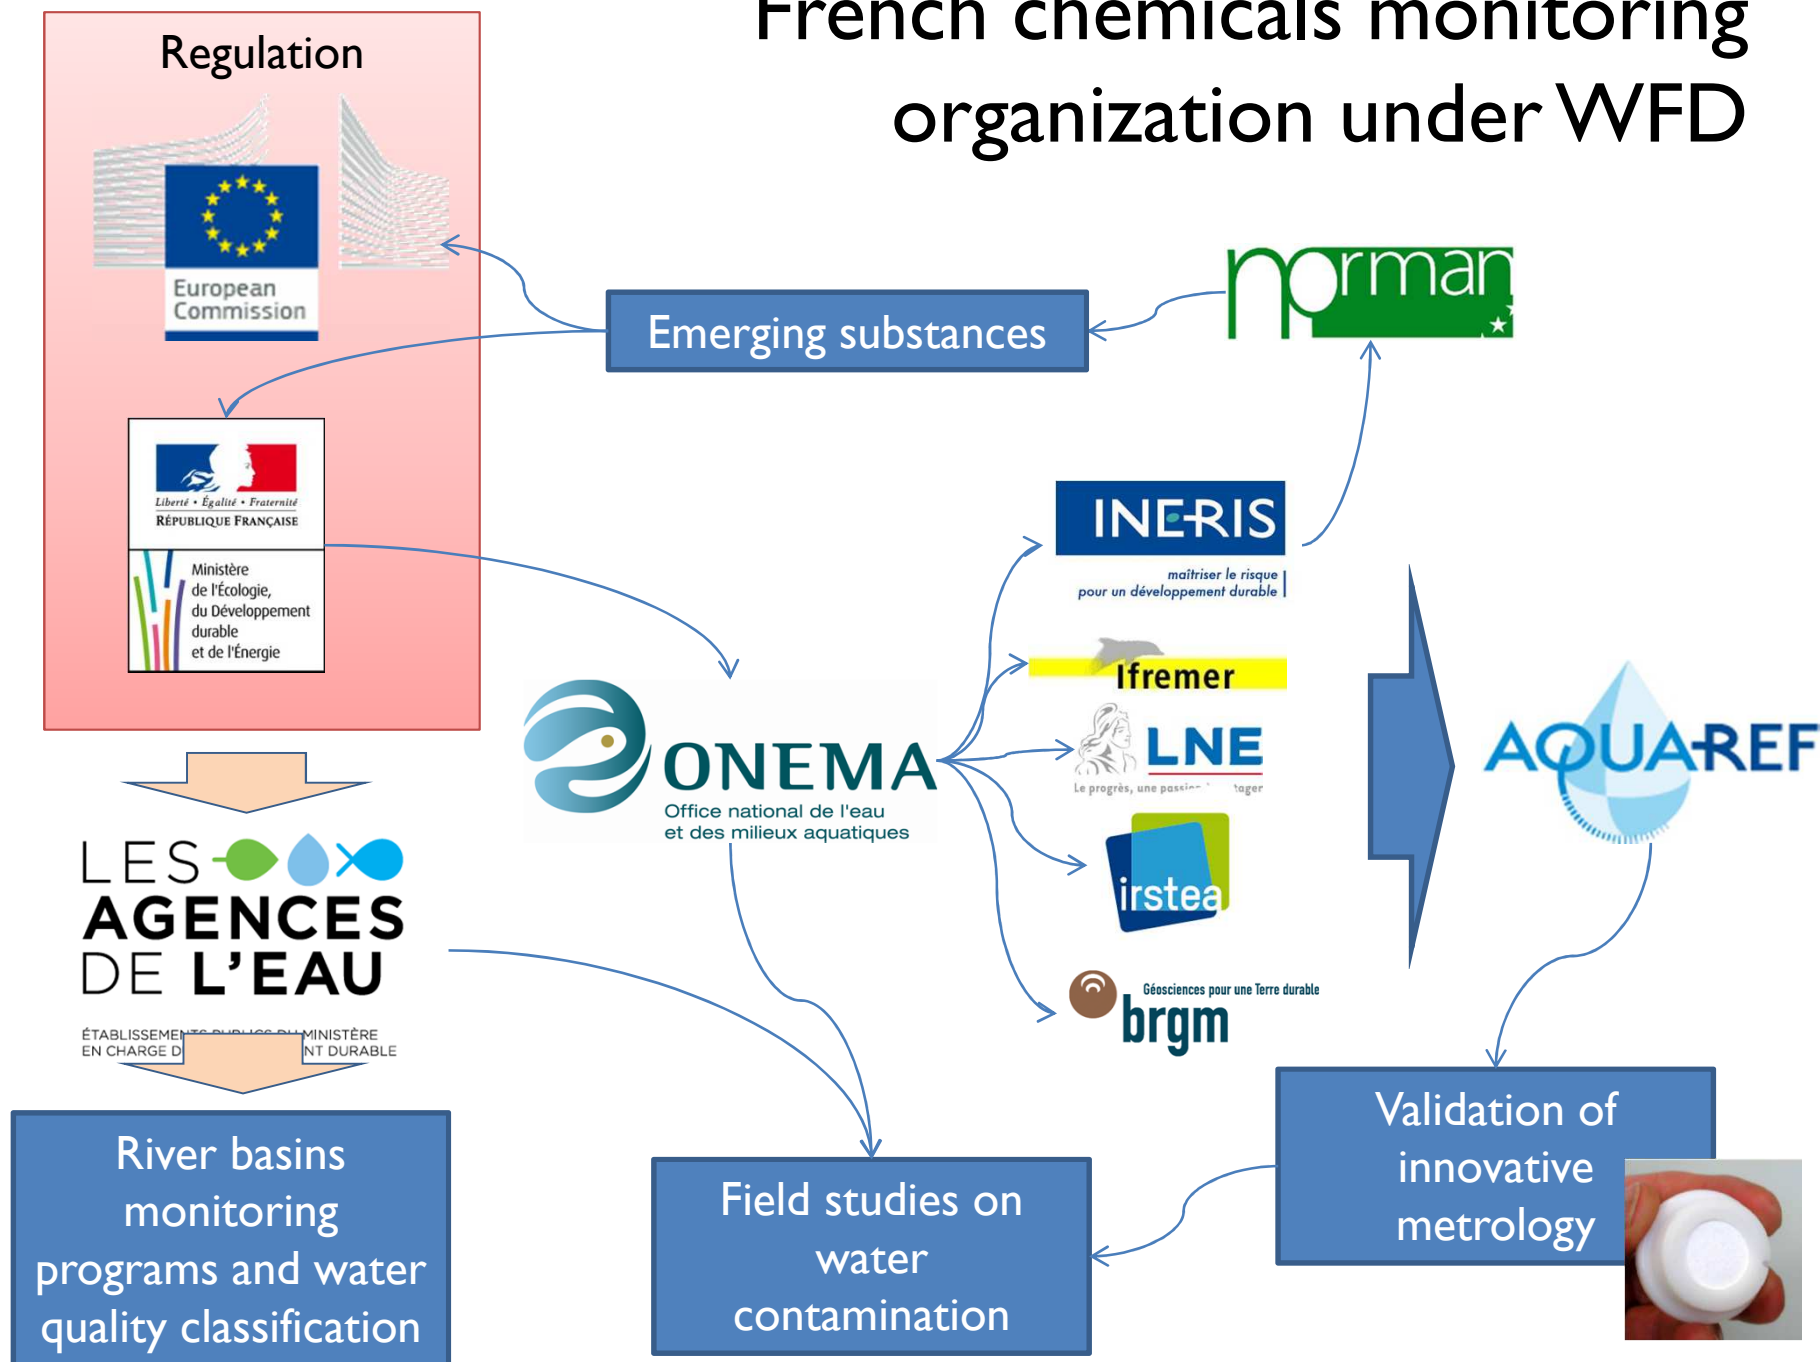 French chemicals monitoring
organization under WFD
Regulation
European
Commission
Emerging substances
norman
Liberté • Égalité • Fraternité
RÉPUBLIQUE FRANÇAISE
Ministère
de l'Écologie,
du Développement
durable
et de l'Énergie
INERIS
maîtriser le risque
pour un développement durable
Ifremer
LNE
Le progrès, une
ONEMA
Office national de l'eau
et des milieux aquatiques
irstea
Géosciences pour une Terre durable
brgm
AQUAREF
LES
AGENCES
DE L'EAU
MINISTÈRE
EN CHARGE DURABLE
River basins
monitoring
programs and water
quality classification
Field studies on
water
contamination
Validation of
innovative
metrology